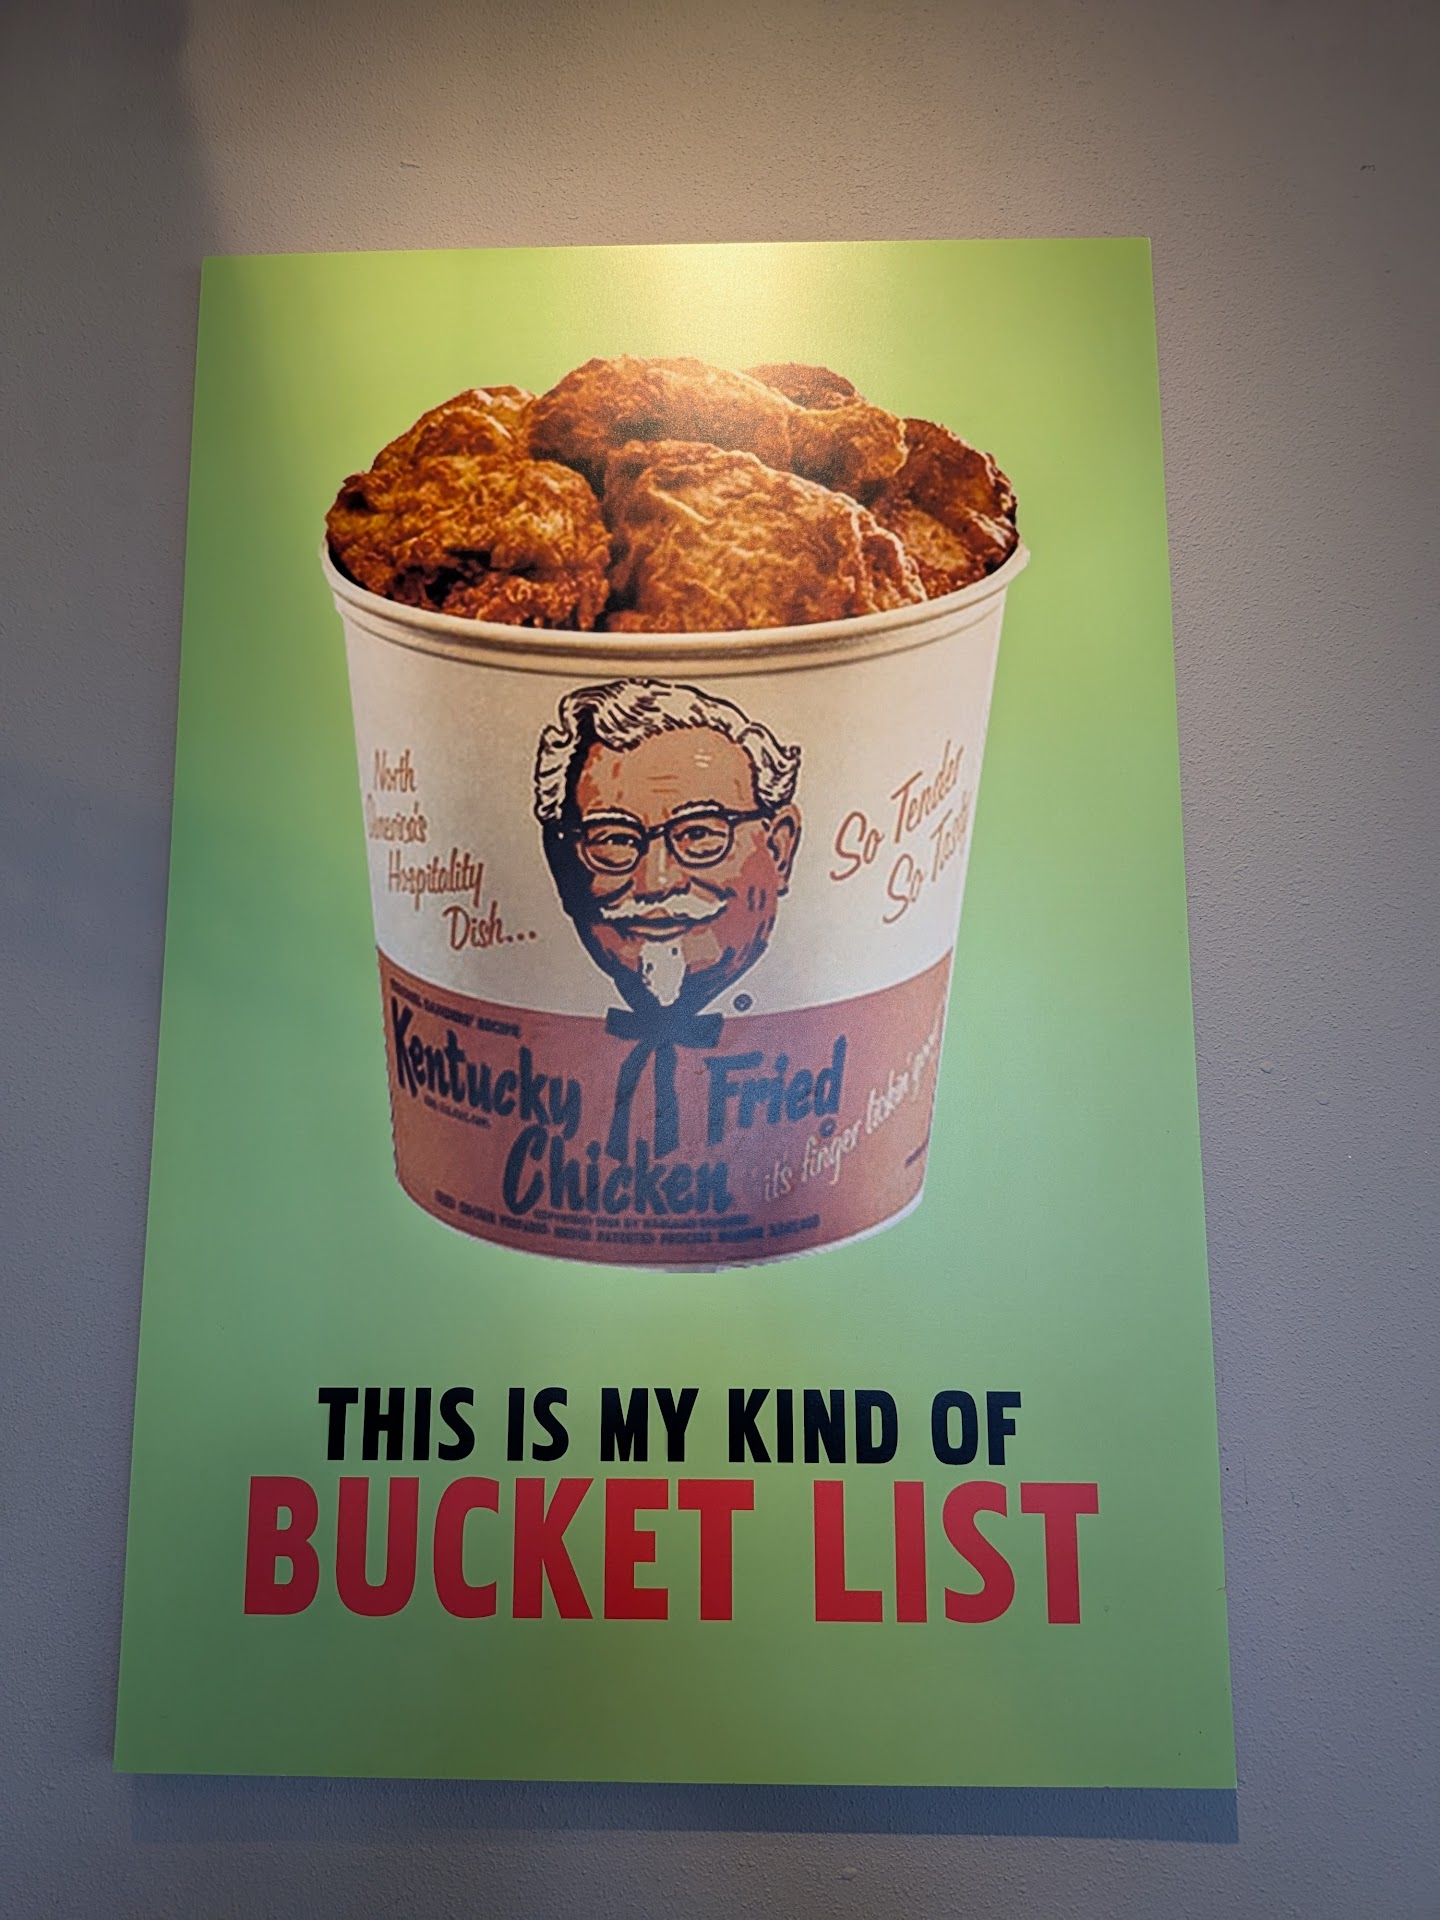 North
America's
Hospitality
Dish...
So Tender
So Tasty
Kentucky
Fried
Chicken
it's finger lickin' good
THIS IS MY KIND OF
BUCKET LIST